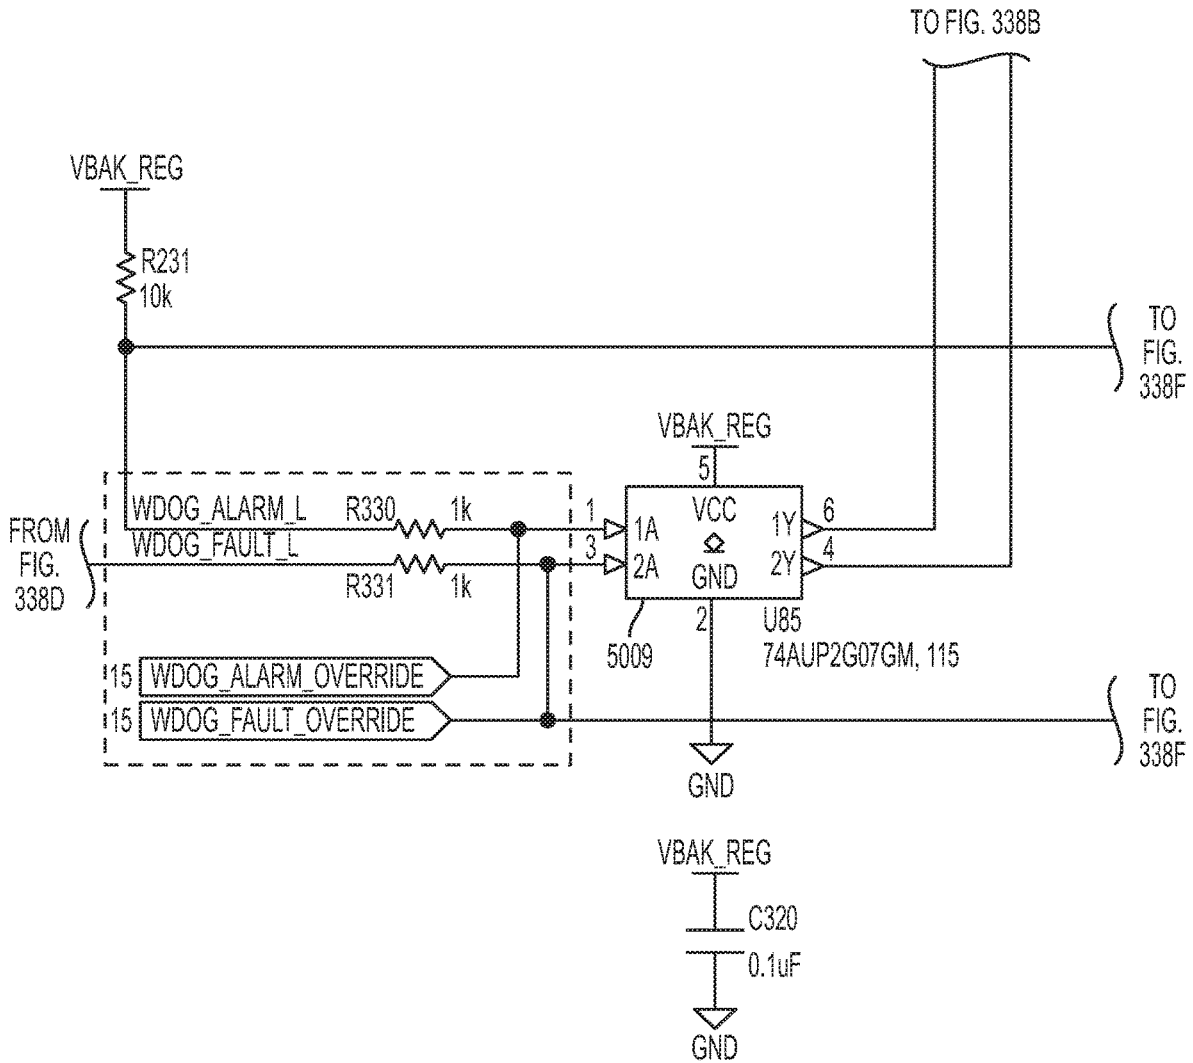 TO FIG. 338B
VBAK_REG
R231
10k
TO
FIG.
338F
VBAK_REG
5
WDOG_ALARM_L
R330
1k
1
1A
VCC
1Y
6
FROM
FIG.
338D
WDOG_FAULT_L
R331
1k
3
2A
GND
2Y
4
2
U85
74AUP2G07GM, 115
5009
15
WDOG_ALARM_OVERRIDE
15
WDOG_FAULT_OVERRIDE
TO
FIG.
338F
GND
VBAK_REG
C320
0.1uF
GND